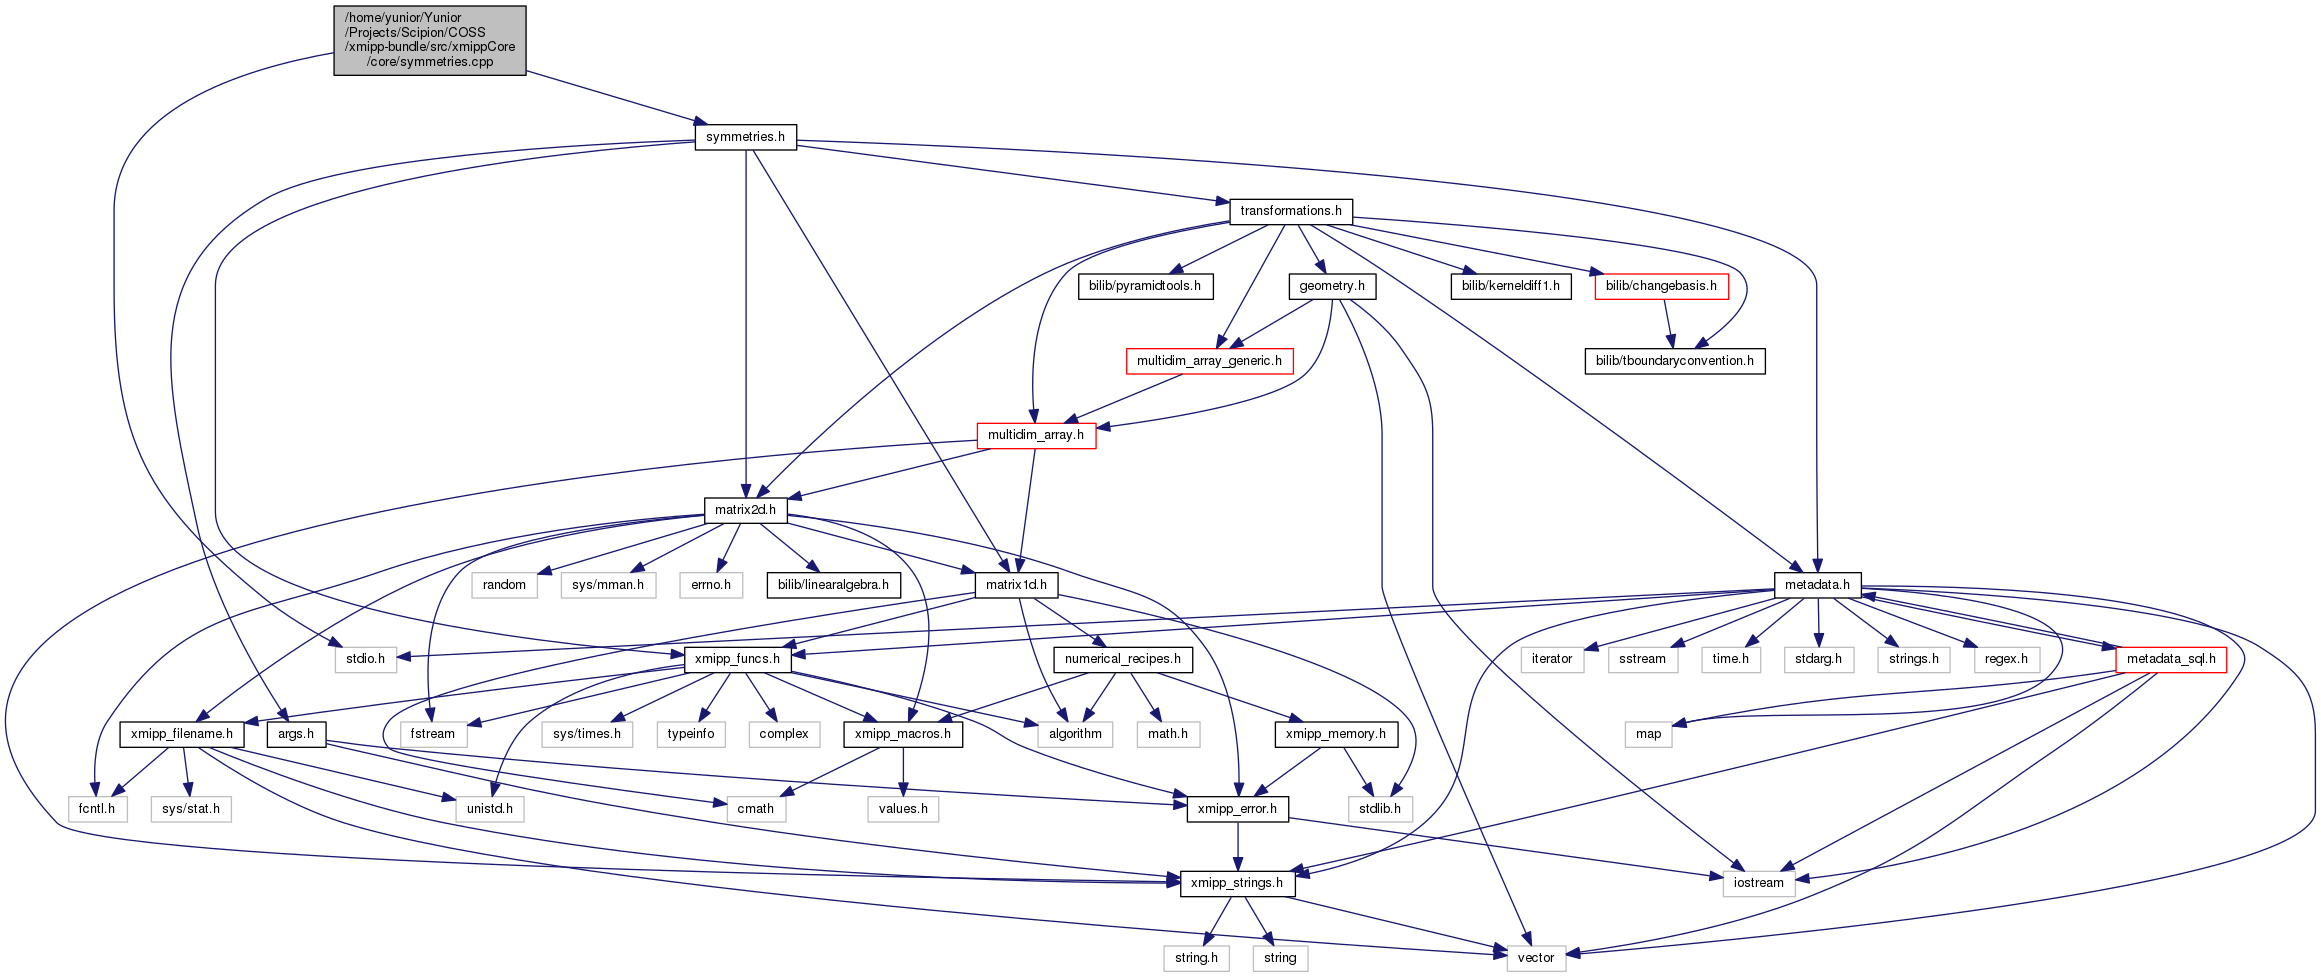 /home/yunior/Yunior
/Projects/Scipion/COSS
/xmipp-bundle/src/xmippCore
/core/symmetries.cpp
symmetries.h
transformations.h
bilib/pyramidtools.h
geometry.h
bilib/kerneldiff1.h
bilib/changebasis.h
multidim_array_generic.h
bilib/tboundaryconvention.h
multidim_array.h
matrix2d.h
random
sys/mman.h
errno.h
bilib/linearalgebra.h
matrix1d.h
metadata.h
stdio.h
xmipp_funcs.h
numerical_recipes.h
iterator
sstream
time.h
stdarg.h
strings.h
regex.h
metadata_sql.h
xmipp_filename.h
args.h
fstream
sys/times.h
typeinfo
complex
xmipp_macros.h
algorithm
math.h
xmipp_memory.h
map
fcntl.h
sys/stat.h
unistd.h
cmath
values.h
xmipp_error.h
stdlib.h
xmipp_strings.h
iostream
string.h
string
vector